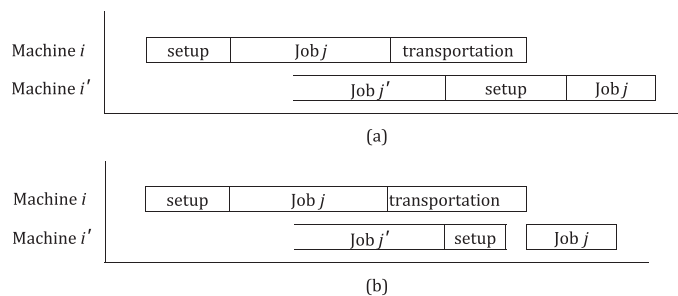 Machine i setup Job j transportation
Machine i′ Job j′ setup Job j
(a)
Machine i setup Job j transportation
Machine i′ Job j′ setup Job j
(b)